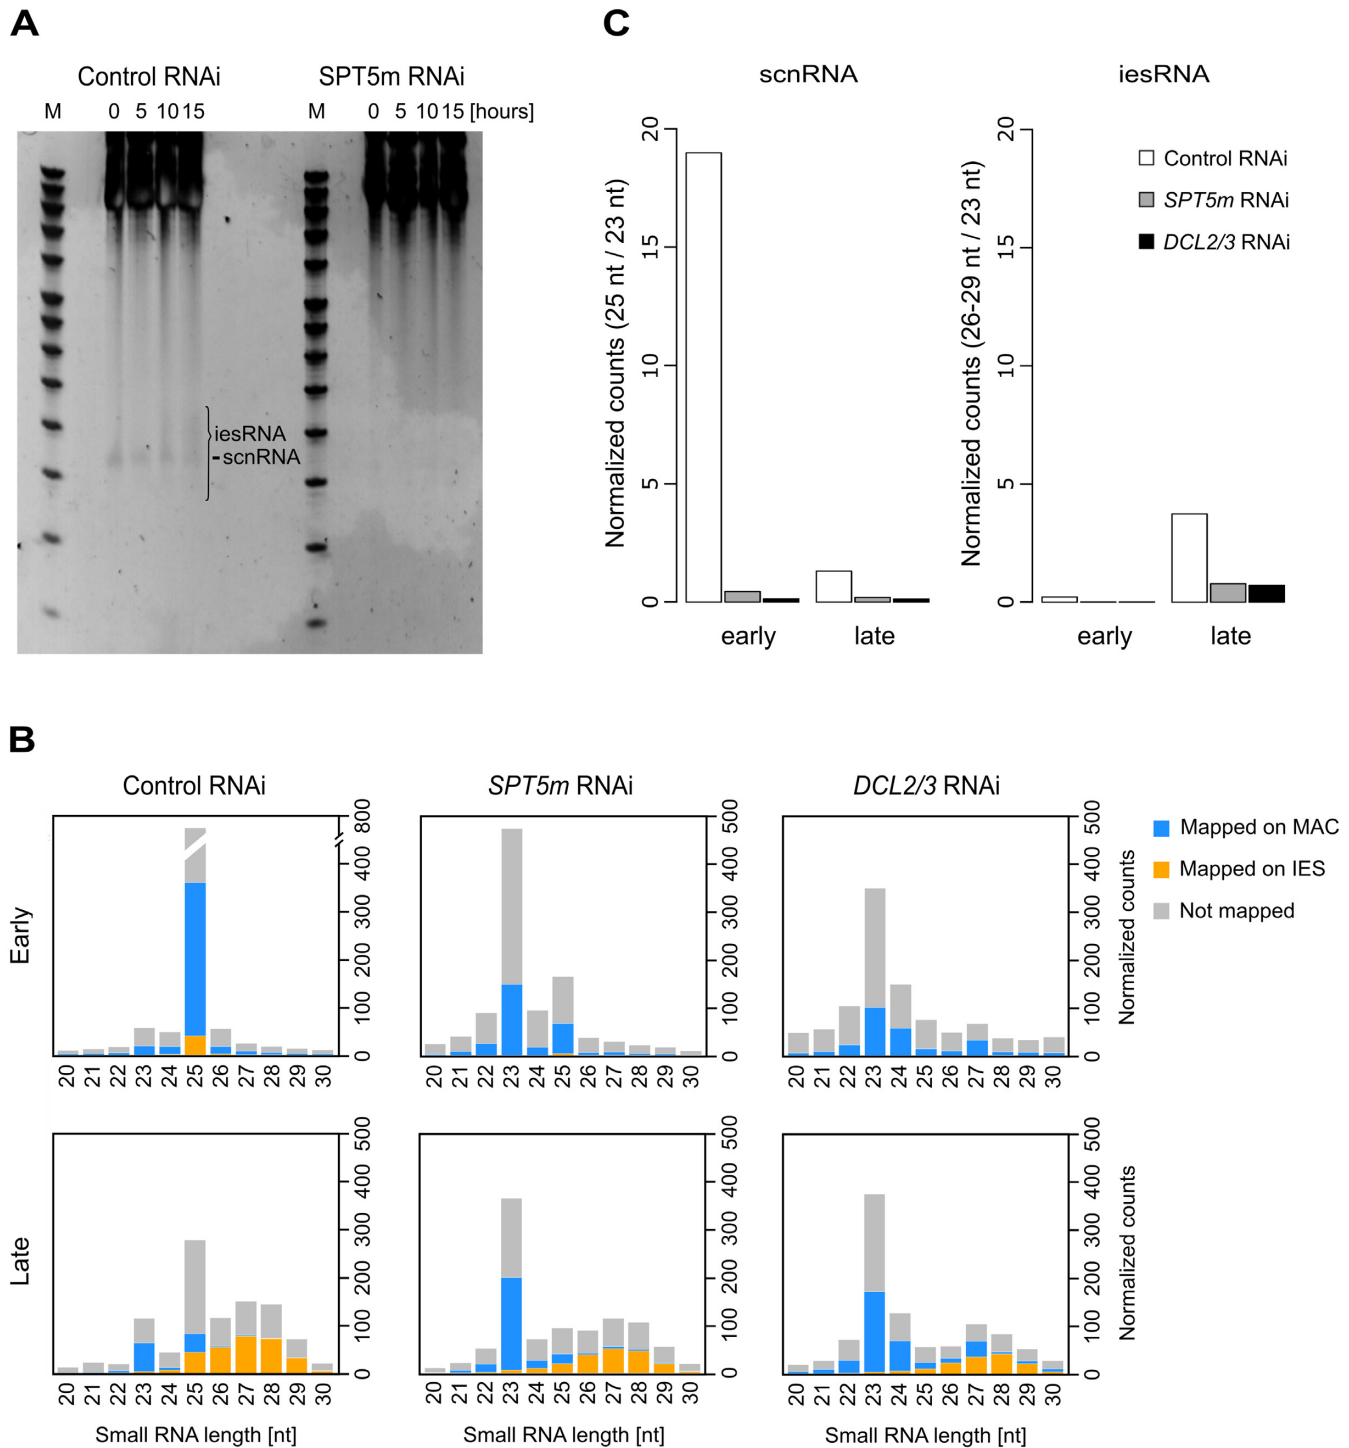 A
Control RNAi
SPT5m RNAi
M 0 5 10 15 M 0 5 10 15 [hours]
iesRNA
-scnRNA
C
scnRNA
iesRNA
Normalized counts (25 nt / 23 nt)
0 5 10 15 20
early late
Normalized counts (26-29 nt / 23 nt)
0 5 10 15 20
early late
Control RNAi
SPT5m RNAi
DCL2/3 RNAi
B
Control RNAi
SPT5m RNAi
DCL2/3 RNAi
Early
0 100 200 300 400 800
20 21 22 23 24 25 26 27 28 29 30
0 100 200 300 400 500
20 21 22 23 24 25 26 27 28 29 30
0 100 200 300 400 500
20 21 22 23 24 25 26 27 28 29 30
Normalized counts
Mapped on MAC
Mapped on IES
Not mapped
Late
0 100 200 300 400 500
20 21 22 23 24 25 26 27 28 29 30
Small RNA length [nt]
0 100 200 300 400 500
20 21 22 23 24 25 26 27 28 29 30
Small RNA length [nt]
0 100 200 300 400 500
20 21 22 23 24 25 26 27 28 29 30
Small RNA length [nt]
Normalized counts